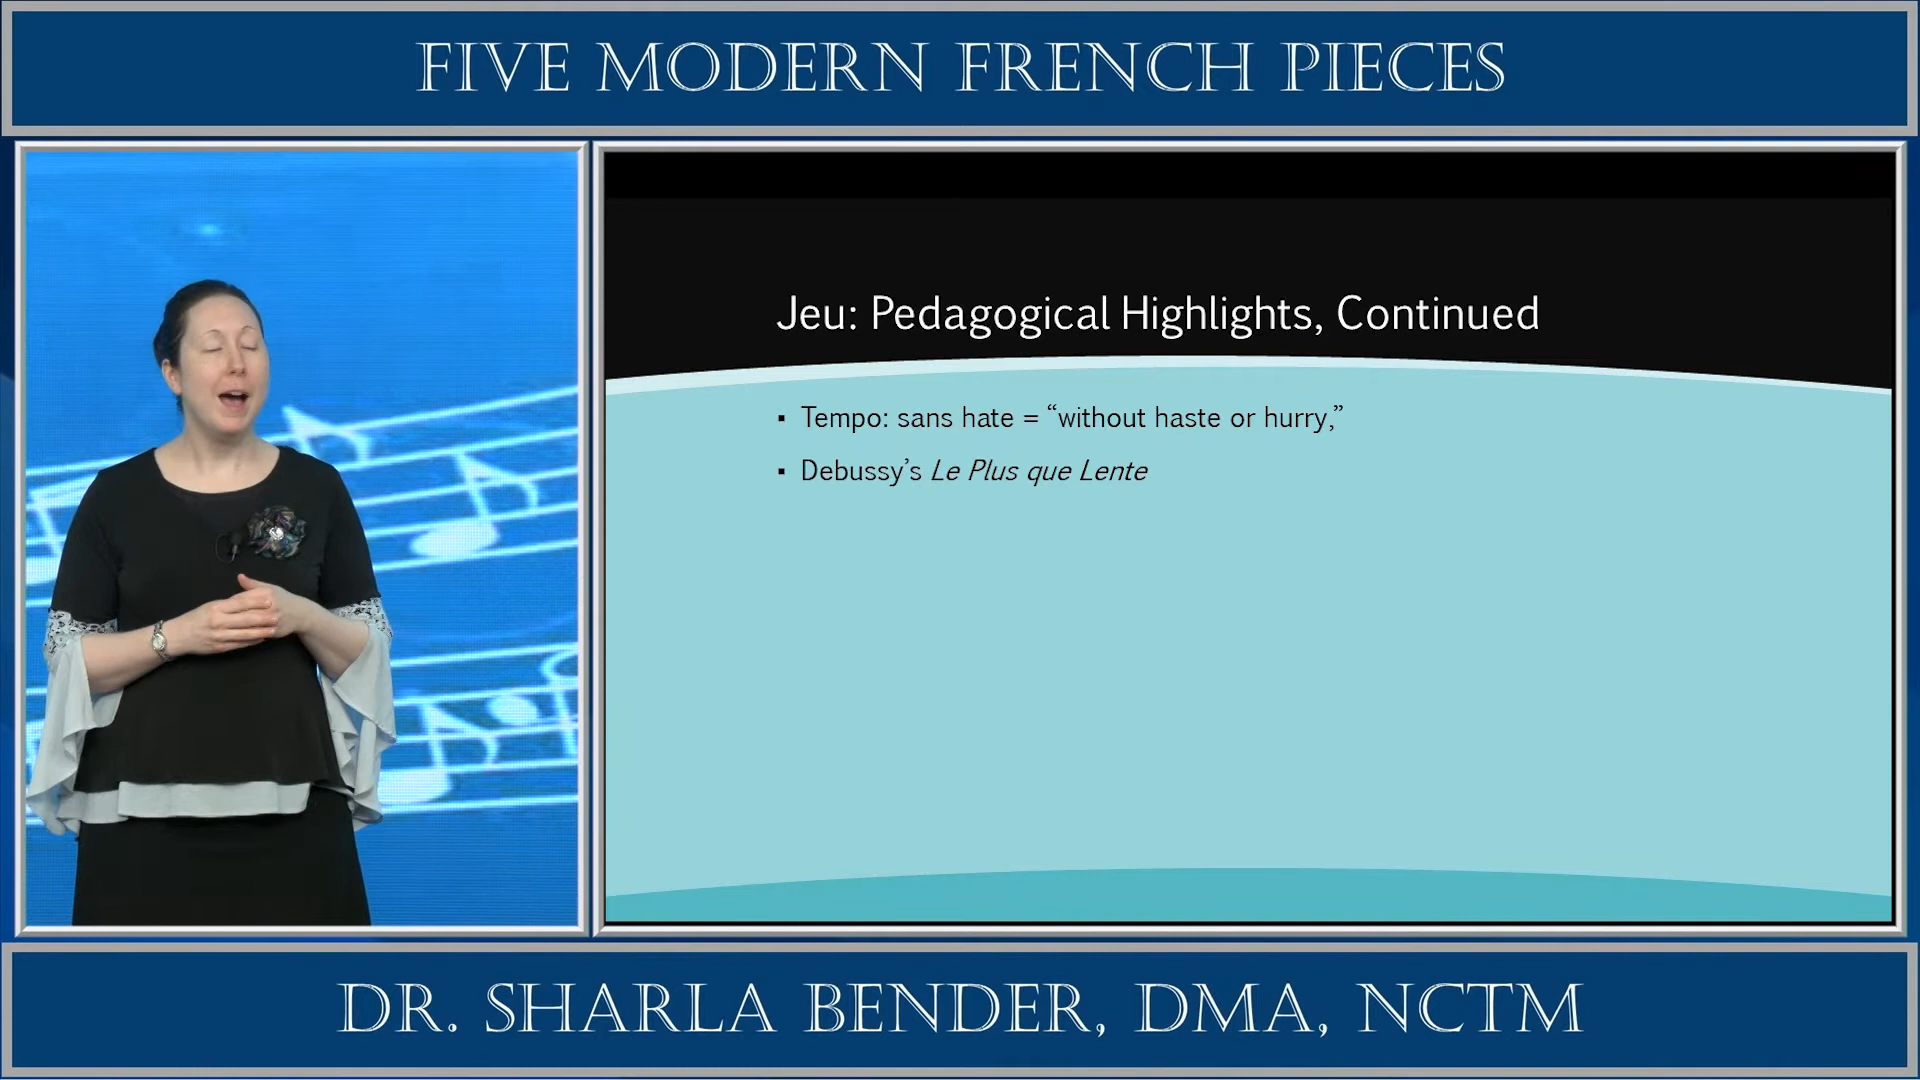 FIVE MODERN FRENCH PIECES
Jeu: Pedagogical Highlights, Continued
▪ Tempo: sans hate = “without haste or hurry,”
▪ Debussy’s Le Plus que Lente
DR. SHARLA BENDER, DMA, NCTM